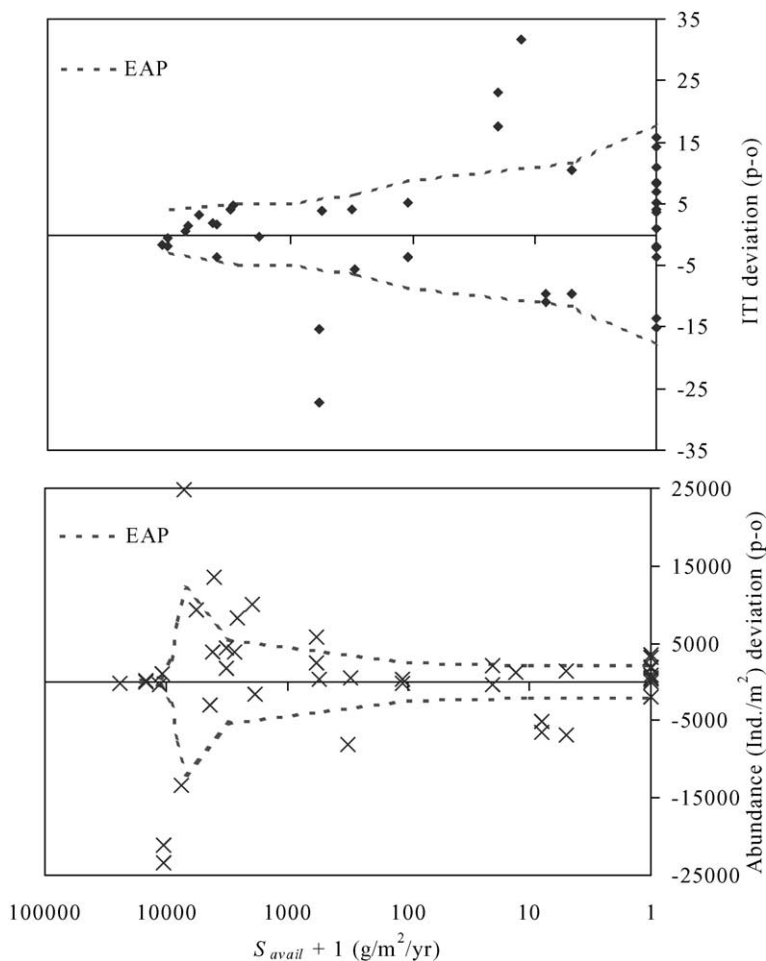 35
EAP
25
15
5
-5
-15
-25
-35
ITI deviation (p-o)
25000
EAP
15000
5000
-5000
-15000
-25000
Abundance (Ind./m²) deviation (p-o)
100000 10000 1000 100 10 1
S avail + 1 (g/m²/yr)